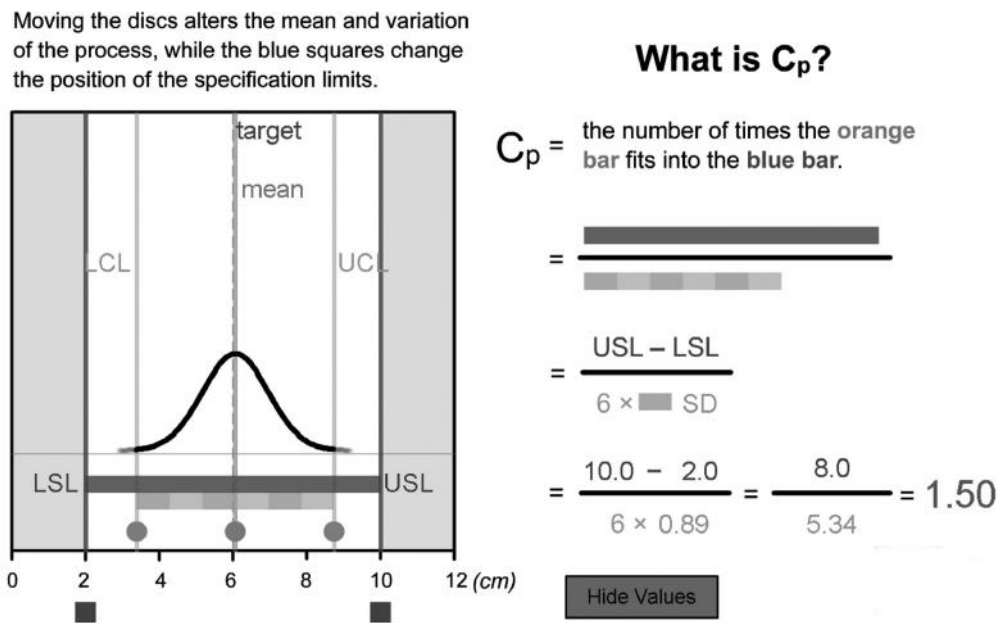 Moving the discs alters the mean and variation
of the process, while the blue squares change
the position of the specification limits.
What is Cp?
target
mean
LCL
UCL
LSL
USL
0 2 4 6 8 10 12 (cm)
Cp = the number of times the orange
bar fits into the blue bar.
=
= USL – LSL
6 × SD
= 10.0 – 2.0 = 8.0 = 1.50
6 × 0.89 5.34
Hide Values